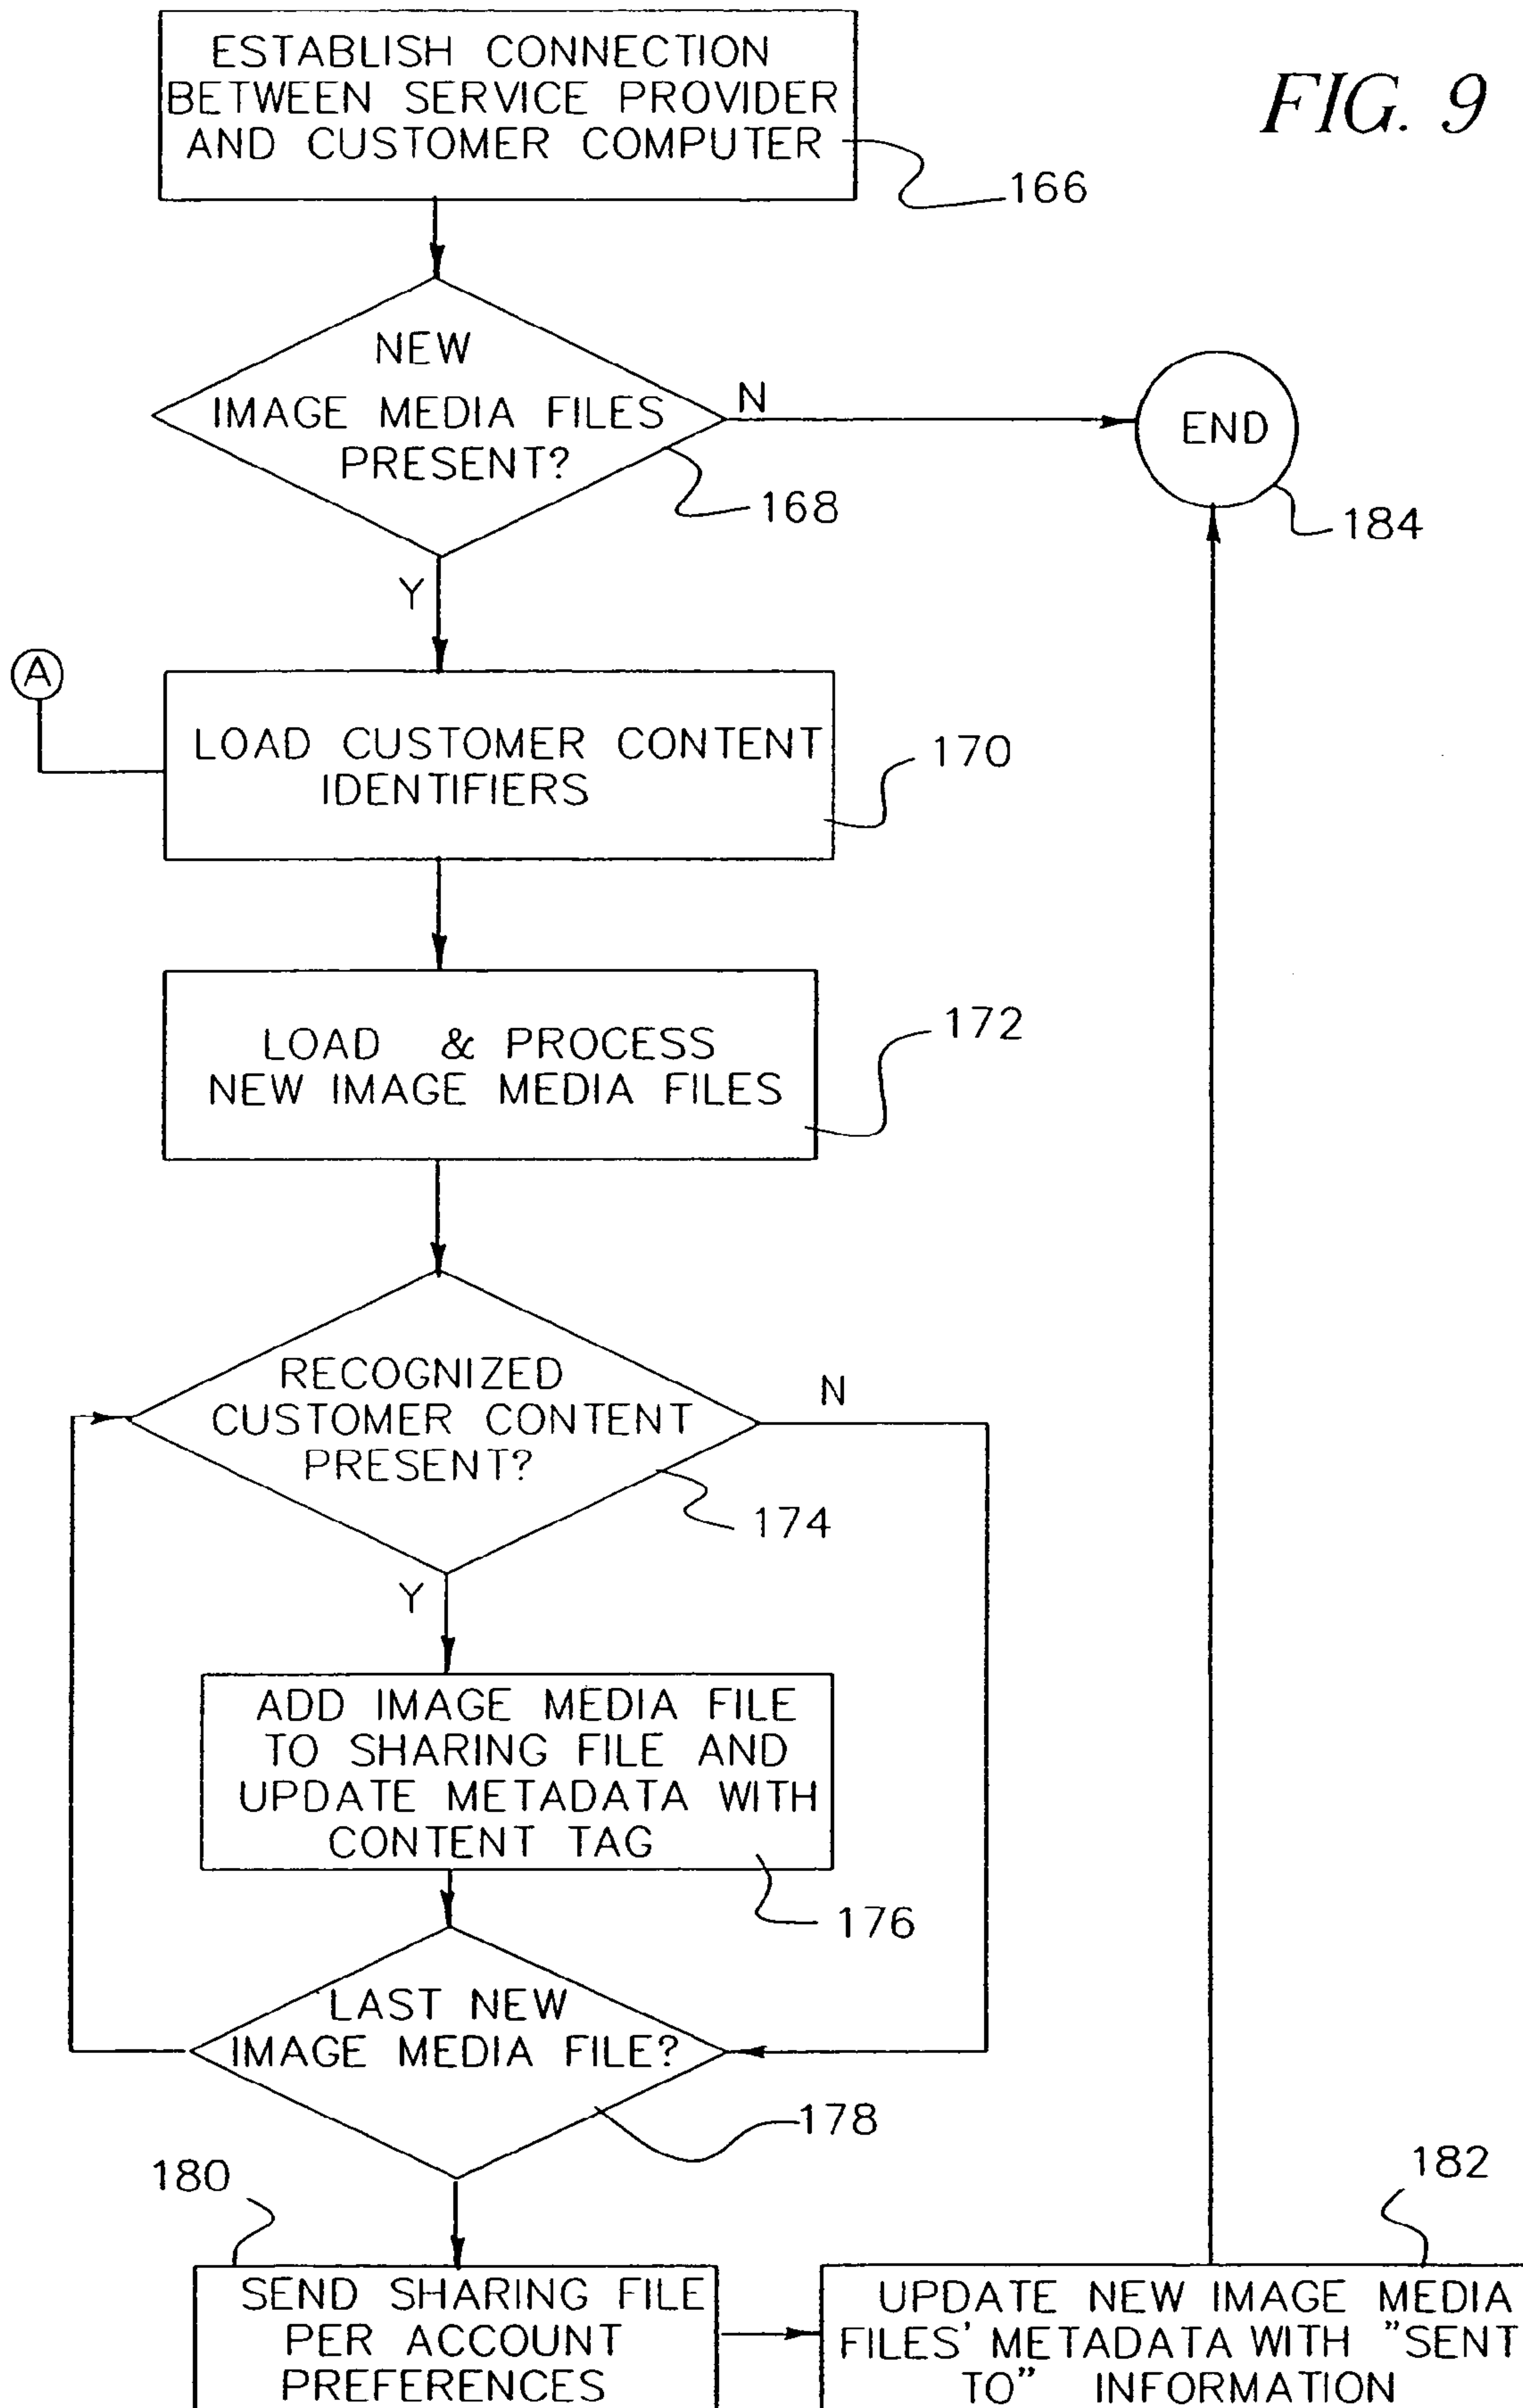 ESTABLISH CONNECTION
BETWEEN SERVICE PROVIDER
AND CUSTOMER COMPUTER
FIG. 9
166
NEW
IMAGE MEDIA FILES
PRESENT?
N
END
168
184
Y
A
LOAD CUSTOMER CONTENT
IDENTIFIERS
170
LOAD & PROCESS
NEW IMAGE MEDIA FILES
172
RECOGNIZED
CUSTOMER CONTENT
PRESENT?
N
174
Y
ADD IMAGE MEDIA FILE
TO SHARING FILE AND
UPDATE METADATA WITH
CONTENT TAG
176
LAST NEW
IMAGE MEDIA FILE?
178
180
182
SEND SHARING FILE
PER ACCOUNT
PREFERENCES
UPDATE NEW IMAGE MEDIA
FILES' METADATA WITH "SENT
TO" INFORMATION